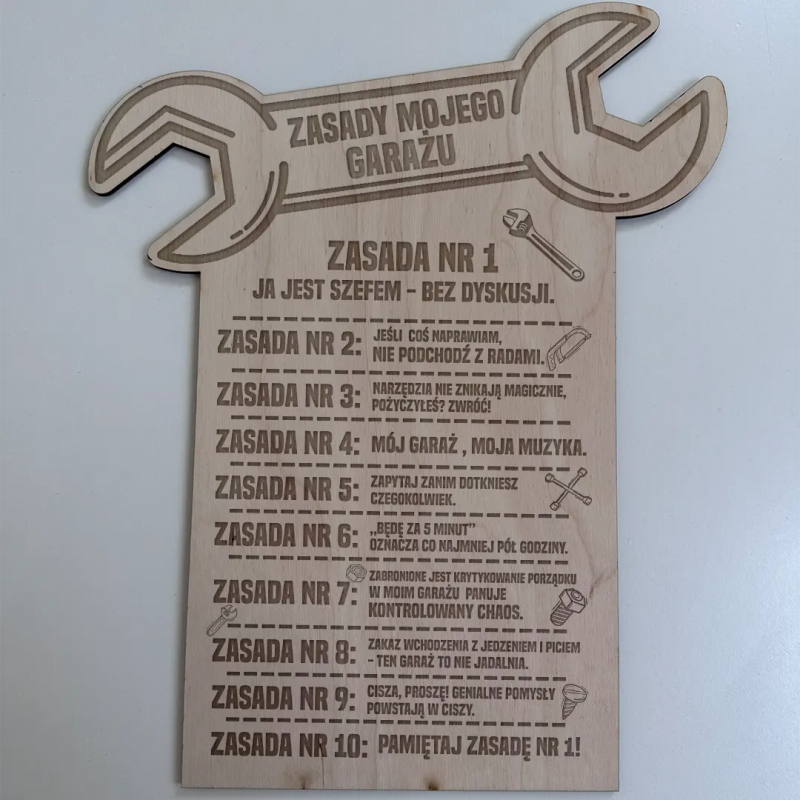 ZASADY MOJEGO
GARAŻU
ZASADA NR 1
JA JEST SZEFEM - BEZ DYSKUSJI.
ZASADA NR 2: JEŚLI COŚ NAPRAWIAM,
NIE PODCHODŹ Z RADAMI.
ZASADA NR 3: NARZĘDZIA NIE ZNIKAJĄ MAGICZNIE,
POŻYCZYŁEŚ? ZWRÓĆ!
ZASADA NR 4: MÓJ GARAŻ , MOJA MUZYKA.
ZASADA NR 5: ZAPYTAJ ZANIM DOTKNIESZ
CZEGOKOLWIEK.
ZASADA NR 6: „BĘDĘ ZA 5 MINUT”
OZNACZA CO NAJMNIEJ PÓŁ GODZINY.
ZASADA NR 7: ZABRONIONE JEST KRYTYKOWANIE PORZĄDKU
W MOIM GARAŻU PANUJE
KONTROLOWANY CHAOS.
ZASADA NR 8: ZAKAZ WCHODZENIA Z JEDZENIEM I PICIEM
- TEN GARAŻ TO NIE JADALNIA.
ZASADA NR 9: CISZA, PROSZĘ! GENIALNE POMYSŁY
POWSTAJĄ W CISZY.
ZASADA NR 10: PAMIĘTAJ ZASADĘ NR 1!